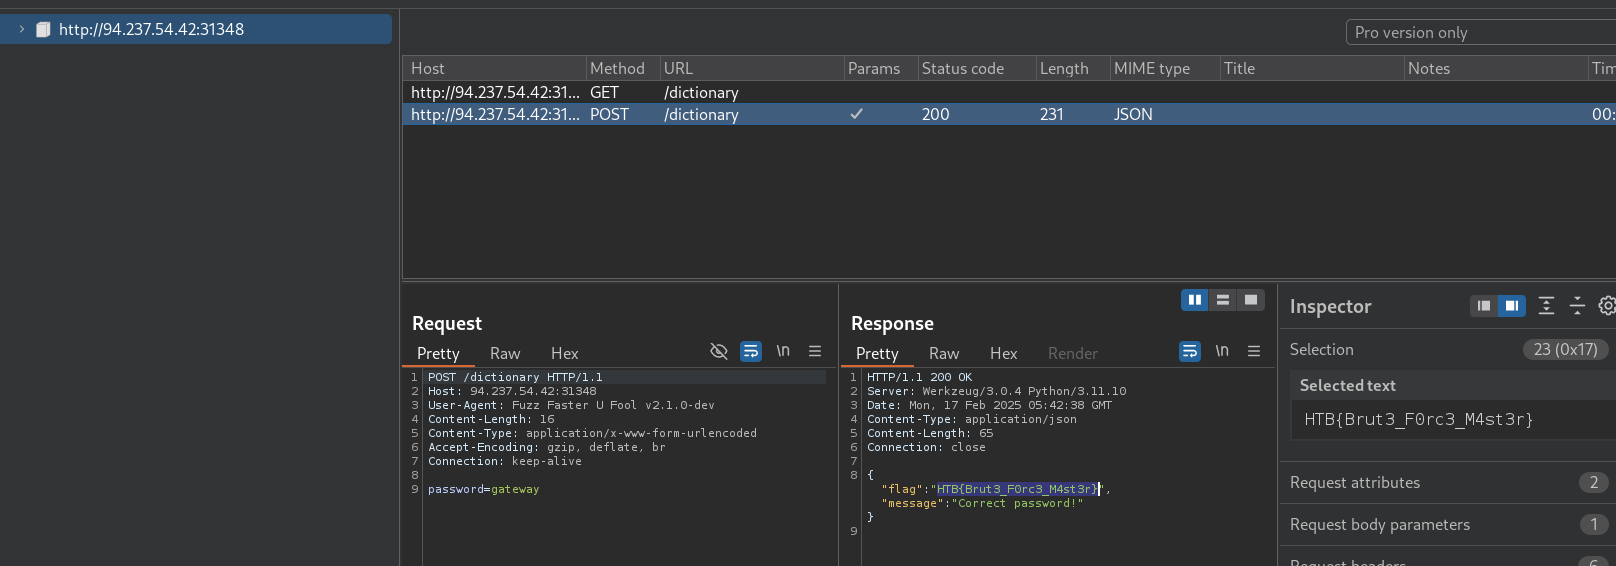 http://94.237.54.42:31348
Pro version only
Host Method URL Params Status code Length MIME type Title Notes Tim
http://94.237.54.42:31... GET /dictionary
http://94.237.54.42:31... POST /dictionary ✓ 200 231 JSON 00:
Request
Pretty Raw Hex \n
1 POST /dictionary HTTP/1.1
2 Host: 94.237.54.42:31348
3 User-Agent: Fuzz Faster U Fool v2.1.0-dev
4 Content-Length: 16
5 Content-Type: application/x-www-form-urlencoded
6 Accept-Encoding: gzip, deflate, br
7 Connection: keep-alive
8
9 password=gateway
Response
Pretty Raw Hex Render \n
1 HTTP/1.1 200 OK
2 Server: Werkzeug/3.0.4 Python/3.11.10
3 Date: Mon, 17 Feb 2025 05:42:38 GMT
4 Content-Type: application/json
5 Content-Length: 65
6 Connection: close
7
8 {
"flag":"HTB{Brut3_F0rc3_M4st3r}",
"message":"Correct password!"
}
9
Inspector
Selection 23 (0x17)
Selected text
HTB{Brut3_F0rc3_M4st3r}
Request attributes 2
Request body parameters 1
Request headers 6